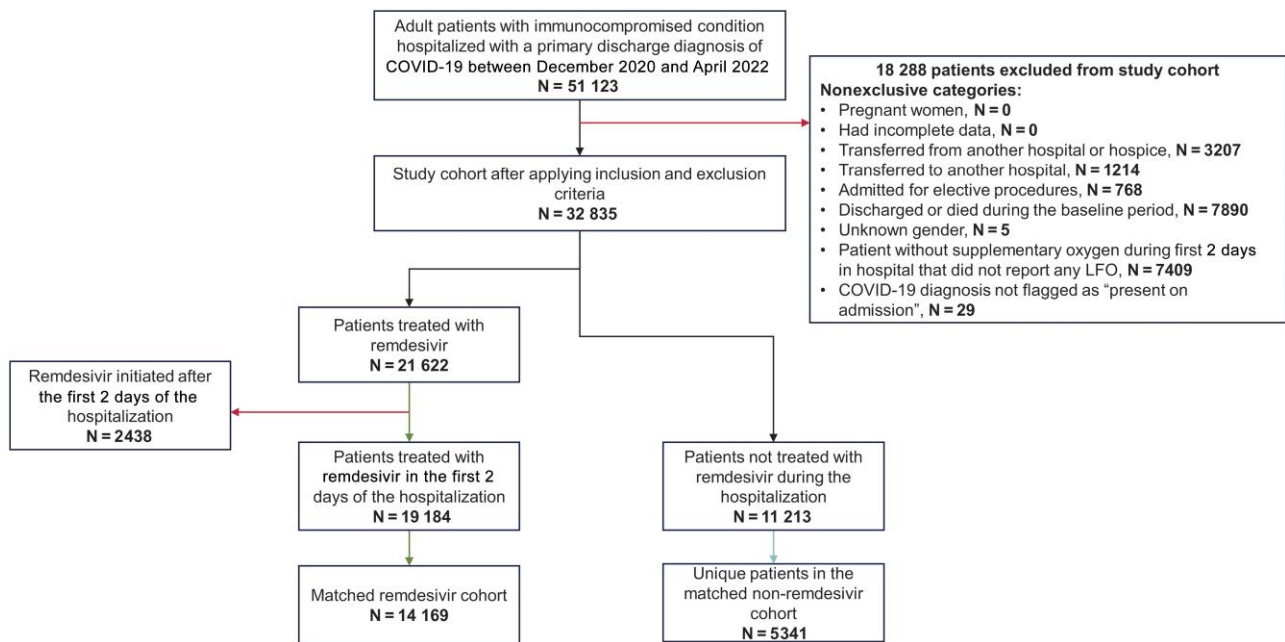 Adult patients with immunocompromised condition
hospitalized with a primary discharge diagnosis of
COVID-19 between December 2020 and April 2022
N = 51 123
18 288 patients excluded from study cohort
Nonexclusive categories:
• Pregnant women, N = 0
• Had incomplete data, N = 0
• Transferred from another hospital or hospice, N = 3207
• Transferred to another hospital, N = 1214
• Admitted for elective procedures, N = 768
• Discharged or died during the baseline period, N = 7890
• Unknown gender, N = 5
• Patient without supplementary oxygen during first 2 days
in hospital that did not report any LFO, N = 7409
• COVID-19 diagnosis not flagged as “present on
admission”, N = 29
Study cohort after applying inclusion and exclusion
criteria
N = 32 835
Patients treated with
remdesivir
N = 21 622
Remdesivir initiated after
the first 2 days of the
hospitalization
N = 2438
Patients treated with
remdesivir in the first 2
days of the hospitalization
N = 19 184
Patients not treated with
remdesivir during the
hospitalization
N = 11 213
Matched remdesivir cohort
N = 14 169
Unique patients in the
matched non-remdesivir
cohort
N = 5341